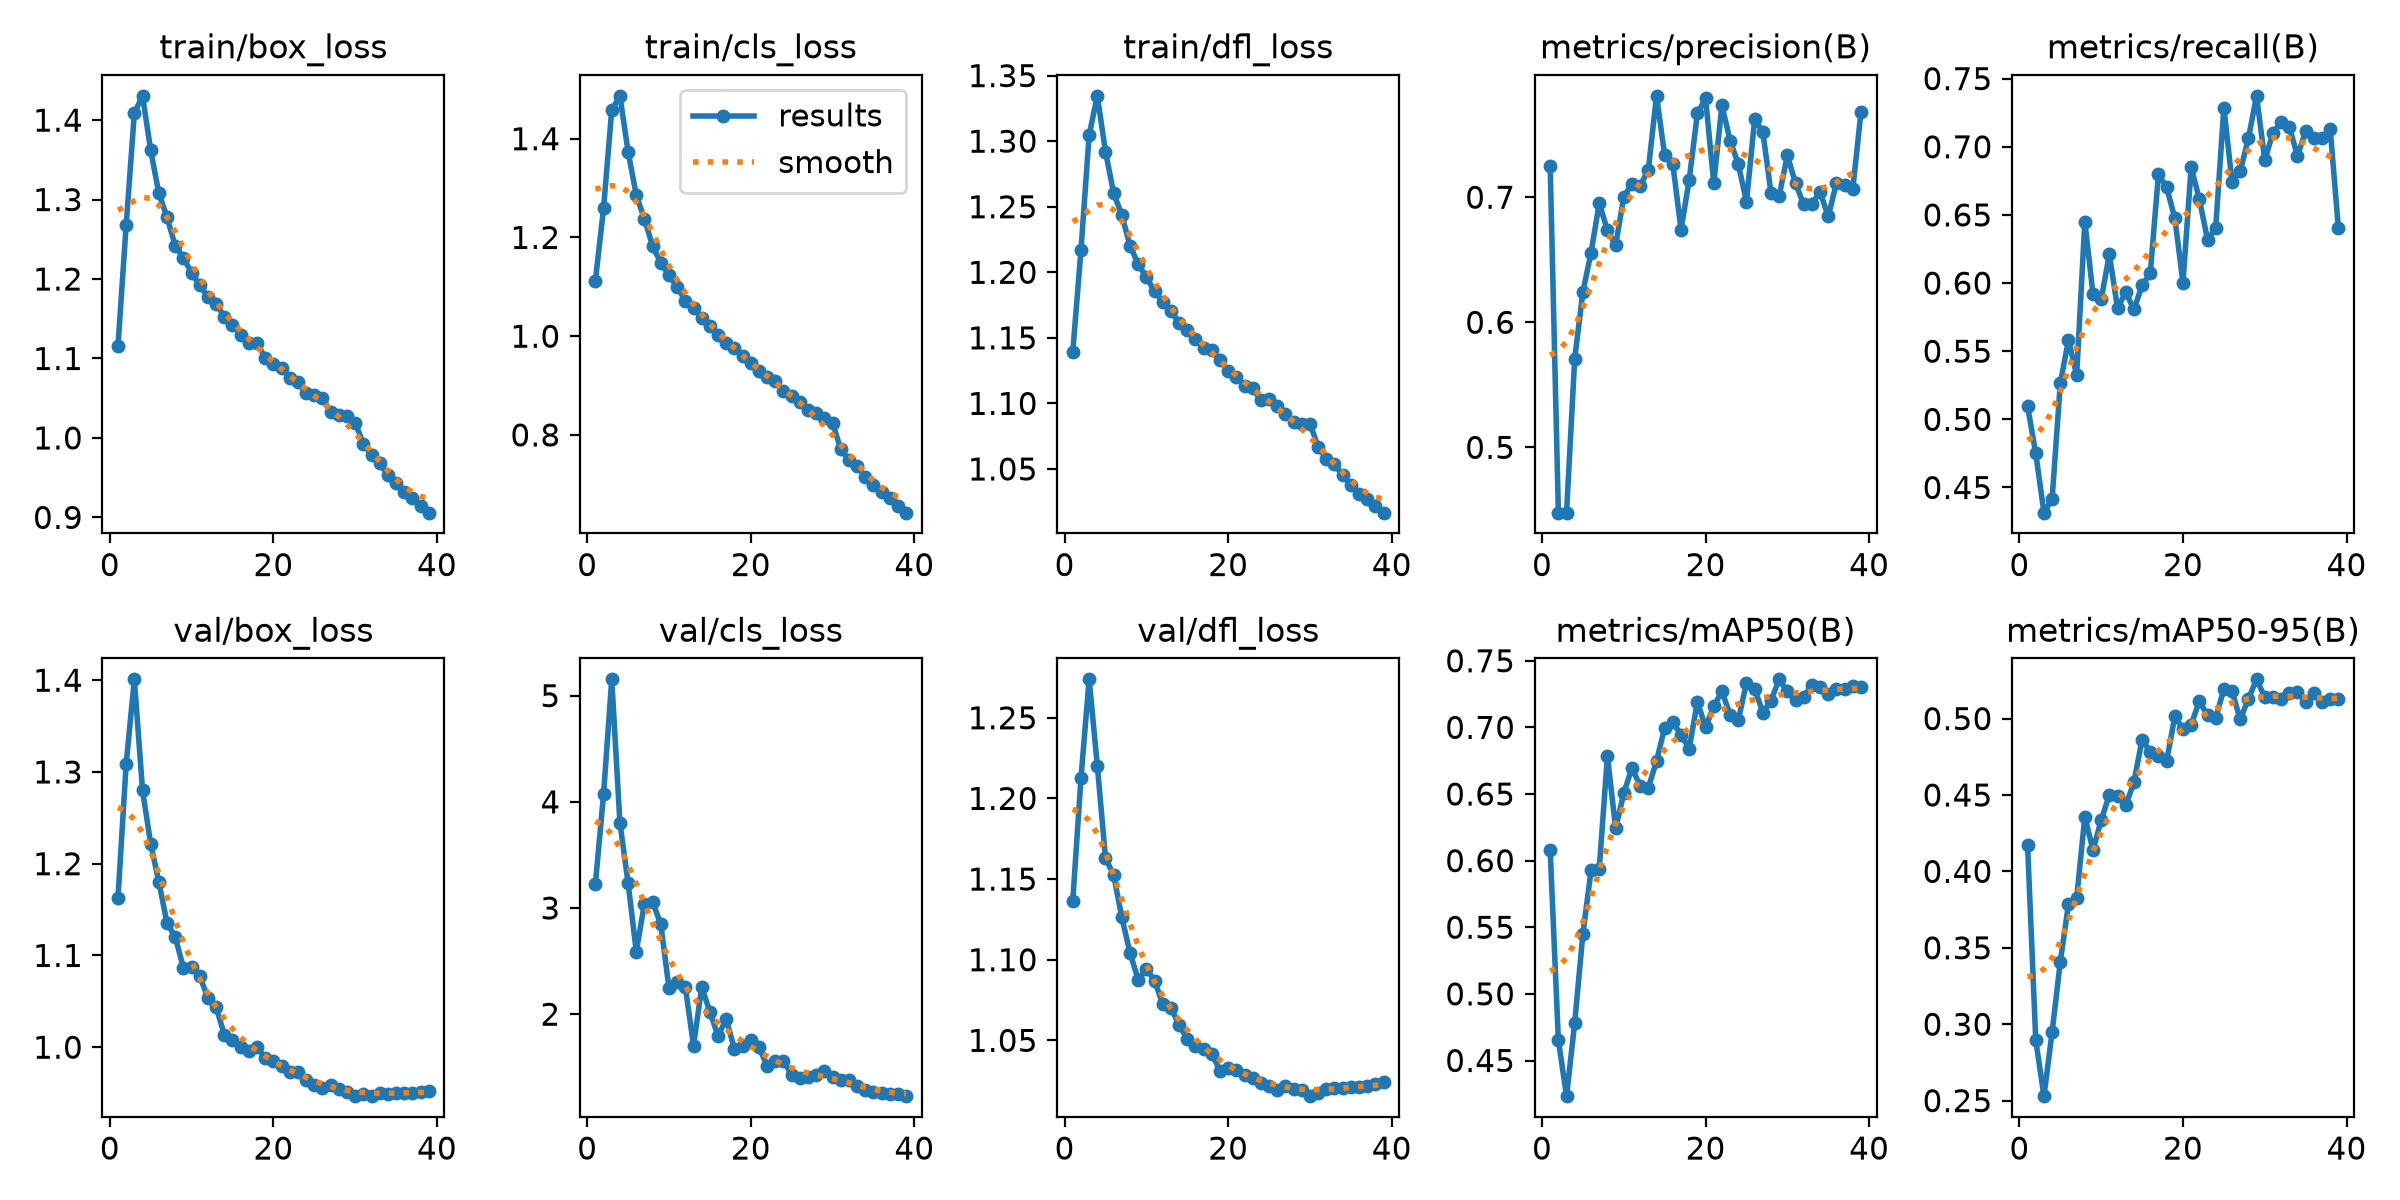 train/box_loss
1.4
1.3
1.2
1.1
1.0
0.9
0 20 40
train/cls_loss
results
smooth
1.4
1.2
1.0
0.8
0 20 40
train/dfl_loss
1.35
1.30
1.25
1.20
1.15
1.10
1.05
0 20 40
metrics/precision(B)
0.7
0.6
0.5
0 20 40
metrics/recall(B)
0.75
0.70
0.65
0.60
0.55
0.50
0.45
0 20 40
val/box_loss
1.4
1.3
1.2
1.1
1.0
0 20 40
val/cls_loss
5
4
3
2
0 20 40
val/dfl_loss
1.25
1.20
1.15
1.10
1.05
0 20 40
metrics/mAP50(B)
0.75
0.70
0.65
0.60
0.55
0.50
0.45
0 20 40
metrics/mAP50-95(B)
0.50
0.45
0.40
0.35
0.30
0.25
0 20 40